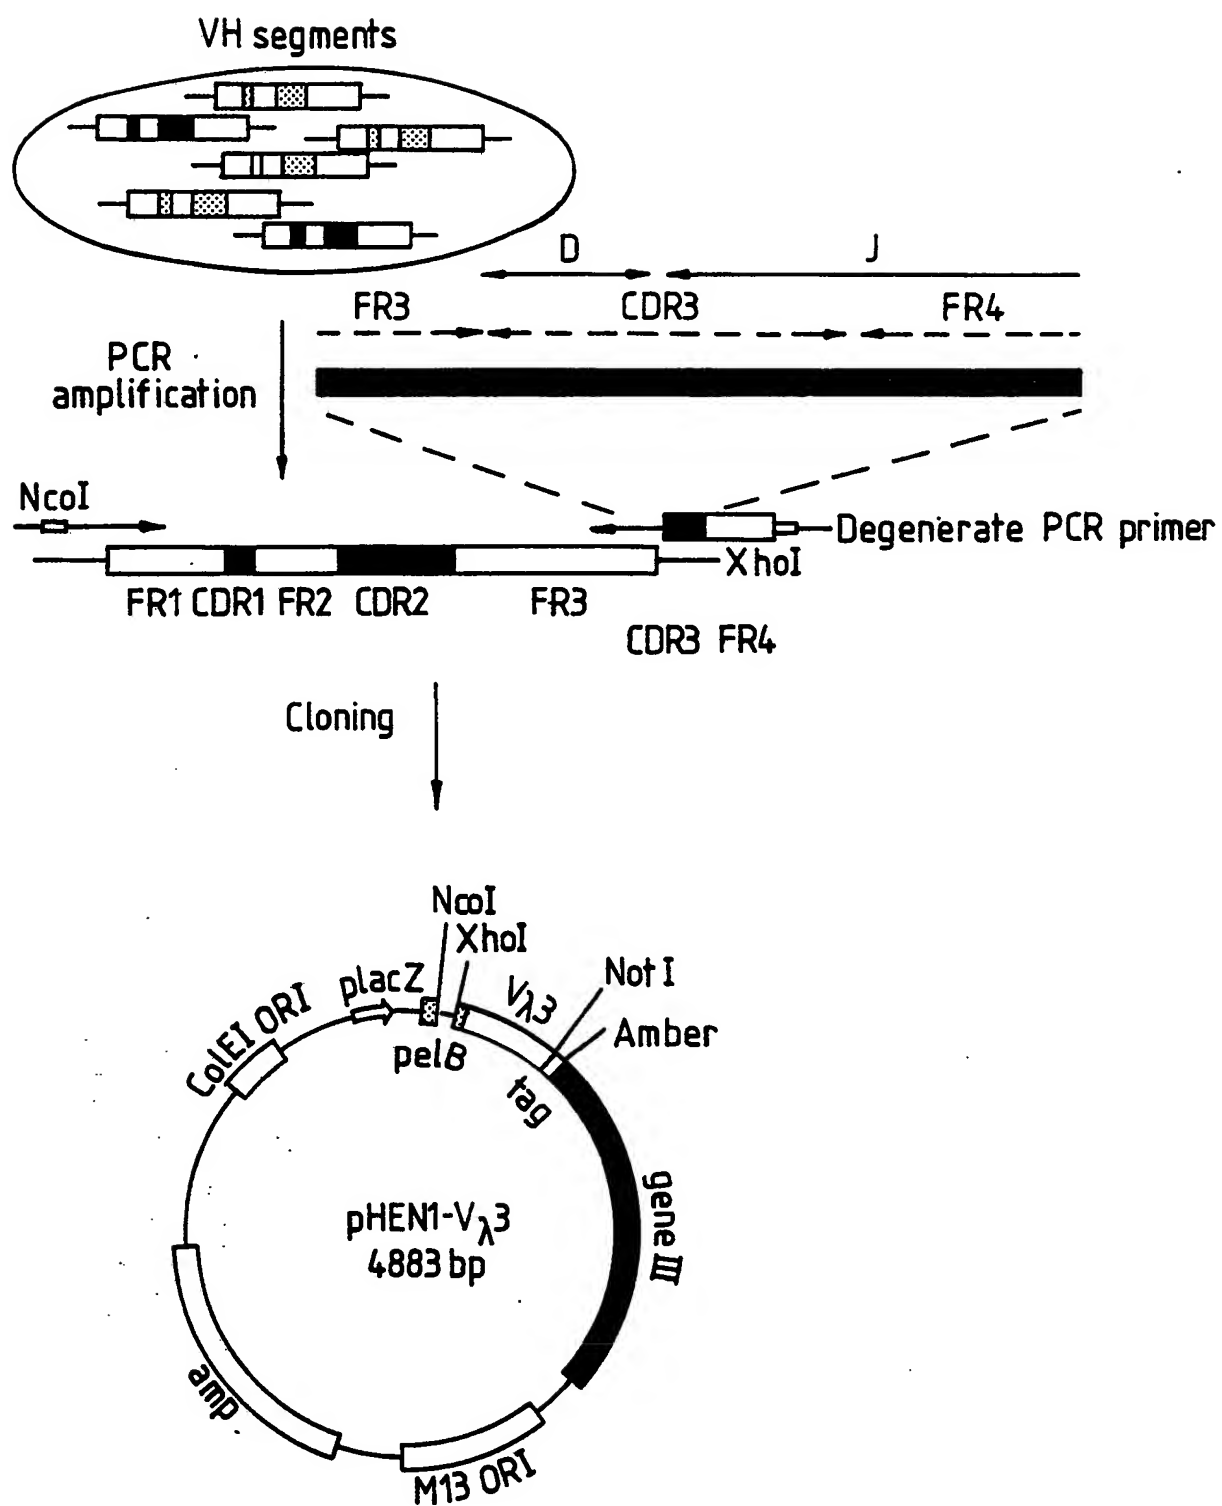 VH segments
D J
FR3 CDR3 FR4
PCR
amplification
NcoI
Degenerate PCR primer
XhoI
FR1 CDR1 FR2 CDR2 FR3
CDR3 FR4
Cloning
NcoI
XhoI
Not I
placZ
Vλ3
Amber
ColEI ORI
pelB
tag
gene III
pHEN1-Vλ3
4883 bp
amp
M13 ORI